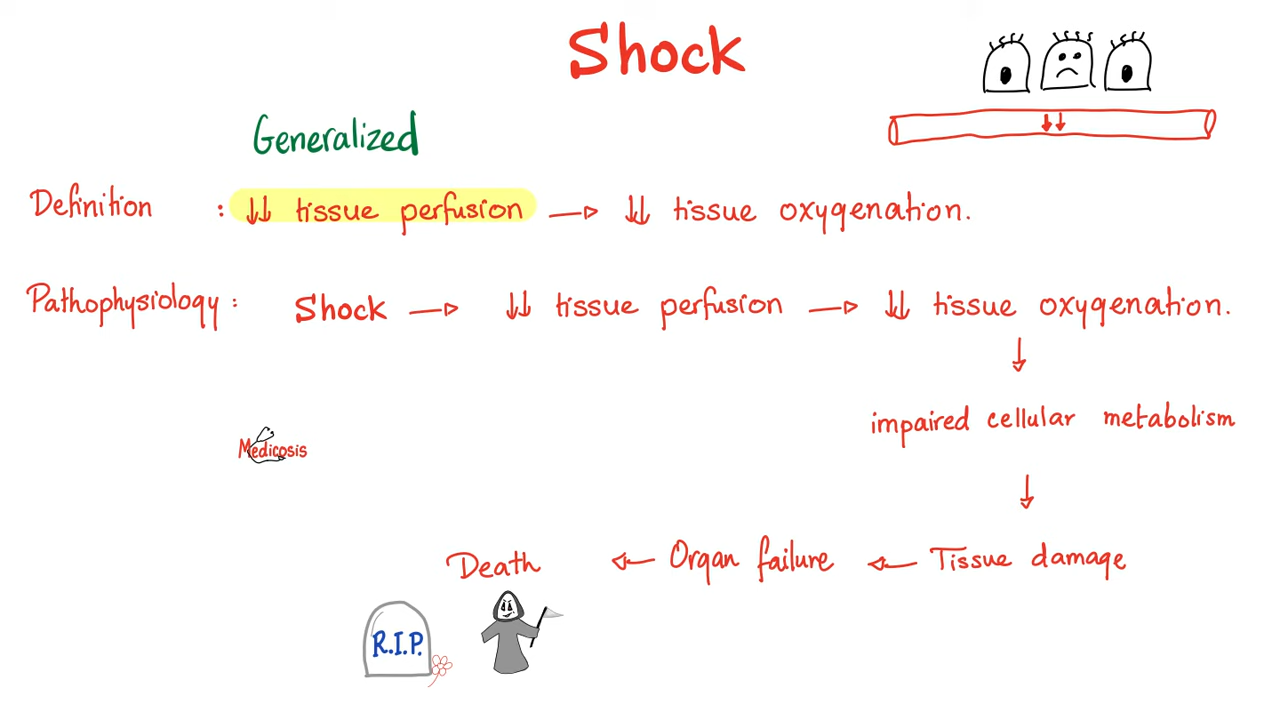 Shock
Generalized
Definition : ↓↓ tissue perfusion → ↓↓ tissue oxygenation.
Pathophysiology : Shock → ↓↓ tissue perfusion → ↓↓ tissue oxygenation.
↓
impaired cellular metabolism
Medicosis
↓
Death ← Organ failure ← Tissue damage
R.I.P.